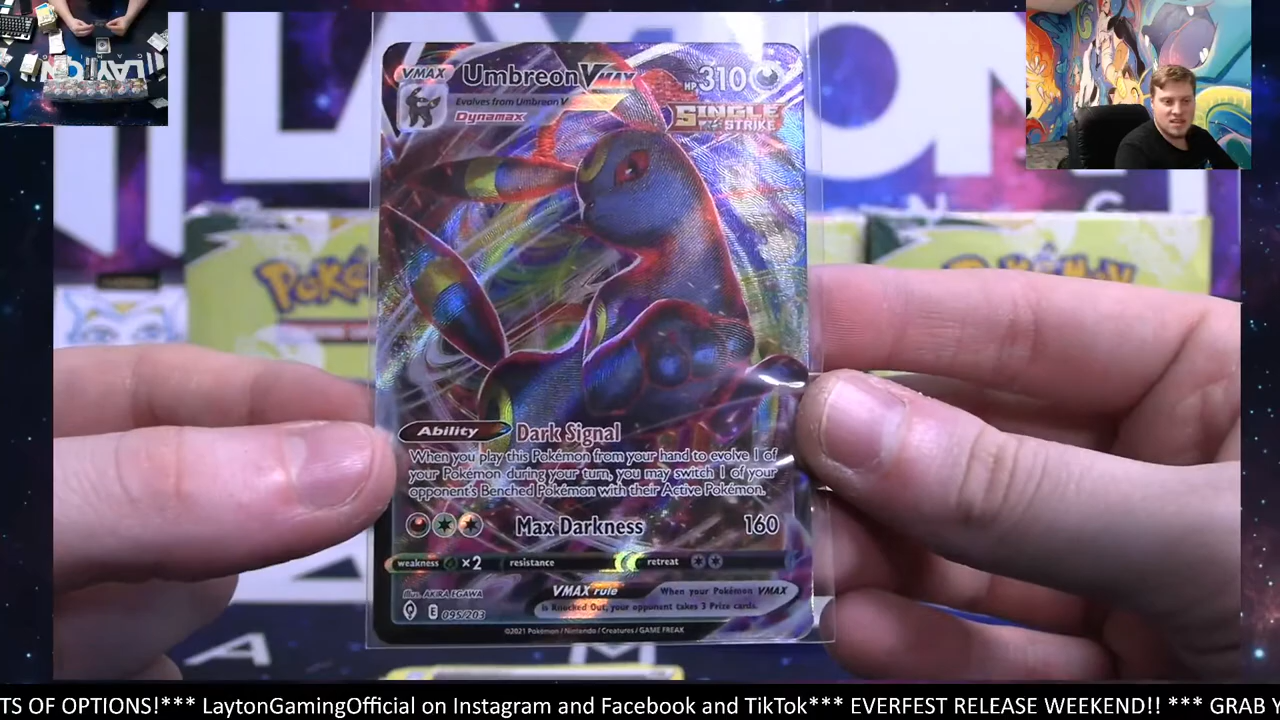 VMAX Umbreon VMAX HP 310
Evolves from Umbreon V
Dynamax
SINGLE
STRIKE
Pokémon
Ability Dark Signal
When you play this Pokémon from your hand to evolve 1 of
your Pokémon during your turn, you may switch 1 of your
opponent's Benched Pokémon with their Active Pokémon.
Max Darkness 160
weakness ×2 resistance retreat
Illus. AKIRA EGAWA
VMAX rule When your Pokémon VMAX
is Knocked Out, your opponent takes 3 Prize cards.
E 095/203
©2021 Pokémon / Nintendo / Creatures / GAME FREAK
TS OF OPTIONS!*** LaytonGamingOfficial on Instagram and Facebook and TikTok*** EVERFEST RELEASE WEEKEND!! *** GRAB Y